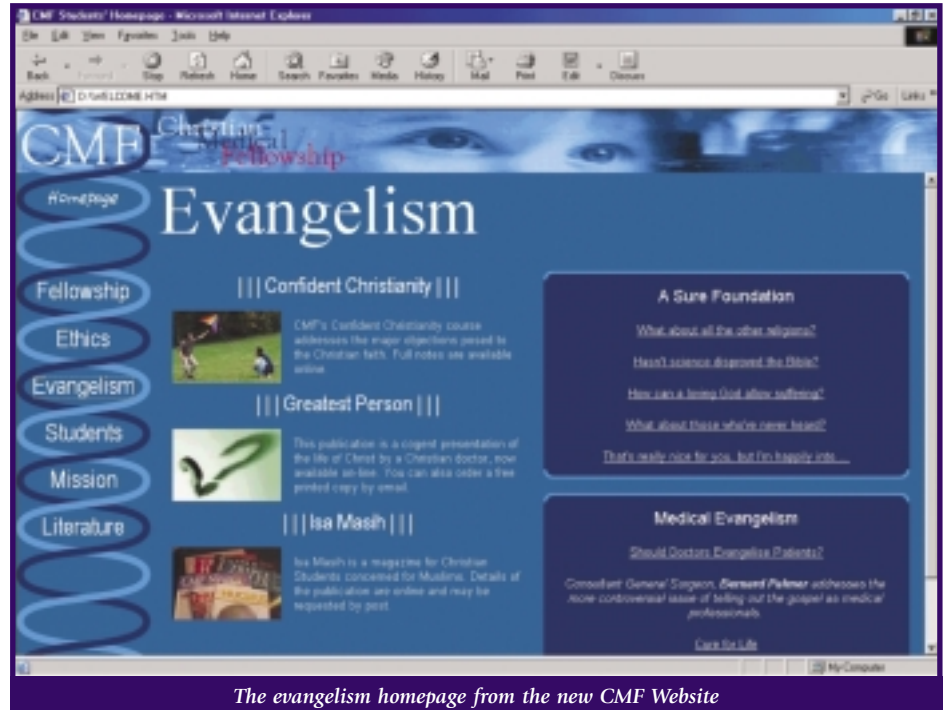 CMF Students' Homepage - Microsoft Internet Explorer
File Edit View Favorites Tools Help
Back Forward Stop Refresh Home Search Favorites Media History Mail Print Edit Discuss
Address D:\WELCOME.HTM Go Links »
CMF Christian Medical Fellowship
Homepage
Evangelism
Fellowship
Ethics
Evangelism
Students
Mission
Literature
|||Confident Christianity|||
CMF's Confident Christianity course
addresses the major objections posed to
the Christian faith. Full notes are available
online.
|||Greatest Person|||
This publication is a cogent presentation of
the life of Christ by a Christian doctor, now
available on-line. You can also order a free
printed copy by email.
|||Isa Masih|||
Isa Masih is a magazine for Christian
Students concerned for Muslims. Details of
the publication are online and may be
requested by post.
A Sure Foundation
What about all the other religions?
Hasn't science disproved the Bible?
How can a loving God allow suffering?
What about those who've never heard?
That's really nice for you, but I'm happily into ...
Medical Evangelism
Should Doctors Evangelise Patients?
Consultant General Surgeon, Bernard Palmer addresses the
more controversial issue of telling out the gospel as medical
professionals.
Cure for Life
My Computer
The evangelism homepage from the new CMF Website